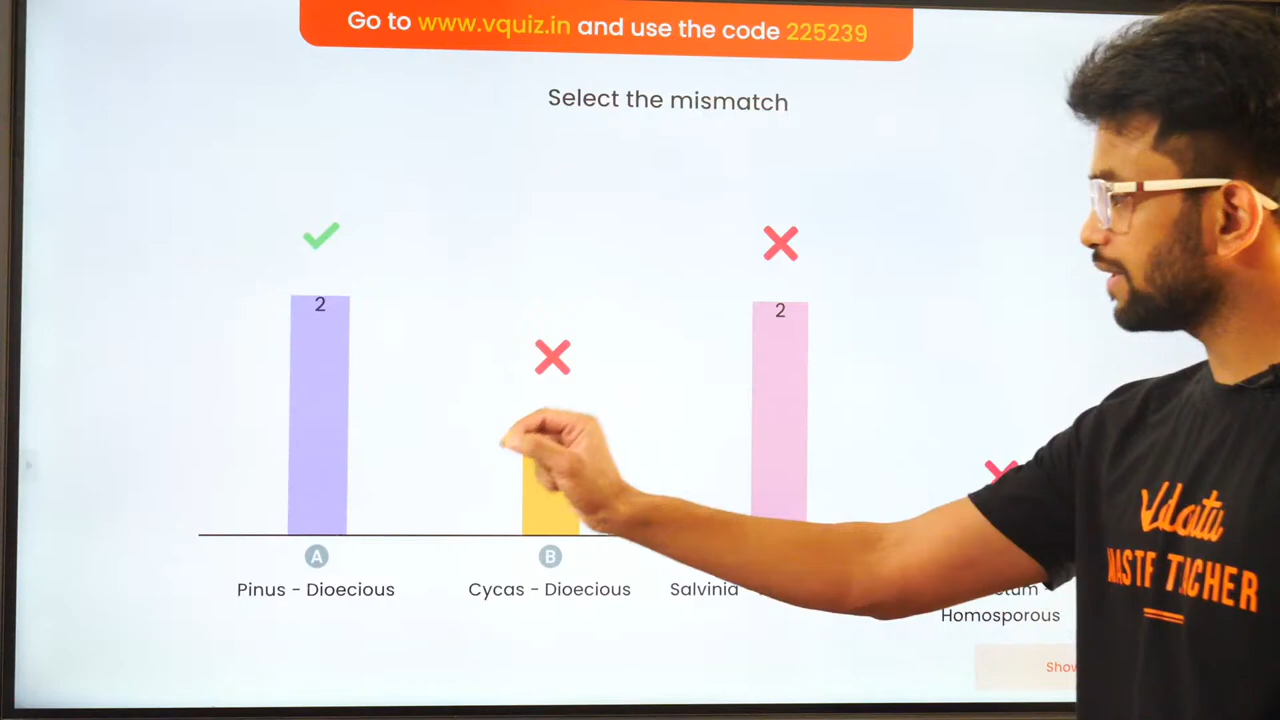 Go to www.vquiz.in and use the code 225239
Select the mismatch
2
2
A
B
Pinus - Dioecious
Cycas - Dioecious
Salvinia
Homosporous
Vedantu